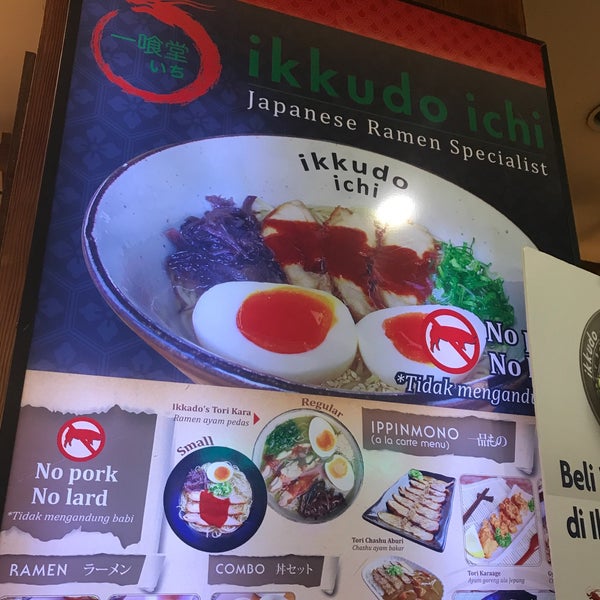 一喰堂
いち
ikkudo ichi
Japanese Ramen Specialist
ikkudo
ichi
No
No
*Tidak mengandung
No pork
No lard
*Tidak mengandung babi
Ikkudo's Tori Kara
Ramen ayam pedas
Regular
Small
IPPINMONO 一品もの
(a la carte menu)
Tori Chashu Aburi
Chashu ayam bakar
Tori Karaage
Ayam goreng ala jepang
RAMEN ラーメン
COMBO 丼セット
ikkudo
Beli
di